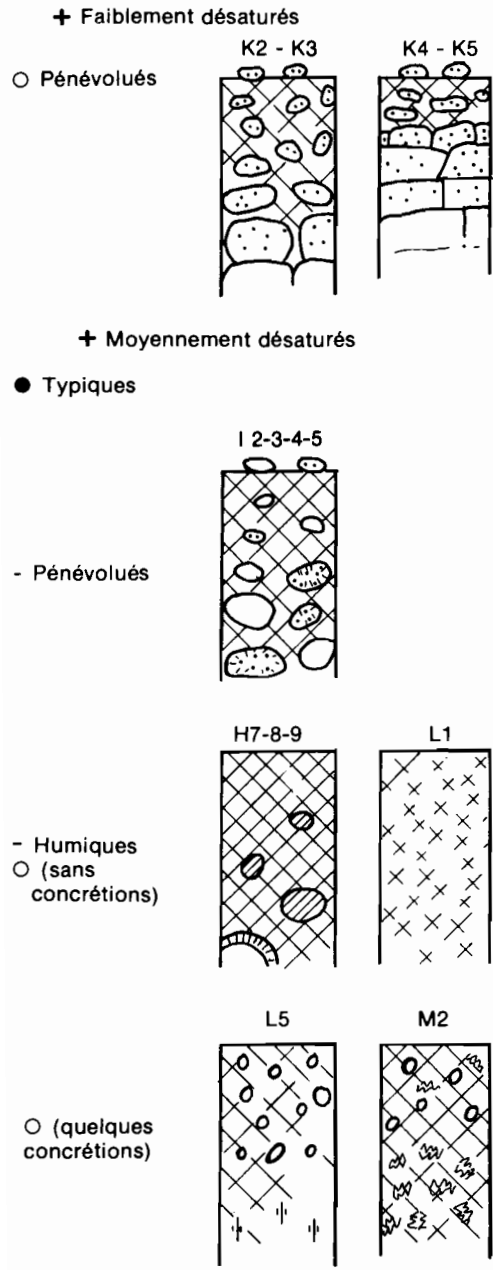 + Faiblement désaturés
K2 - K3
K4 - K5
○ Pénévolués
+ Moyennement désaturés
● Typiques
I 2-3-4-5
- Pénévolués
H7-8-9
L1
- Humiques
○ (sans
concrétions)
L5
M2
○ (quelques
concrétions)